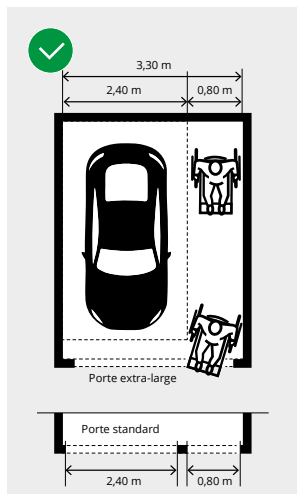 3,30 m
2,40 m
0,80 m
Porte extra-large
Porte standard
2,40 m
0,80 m